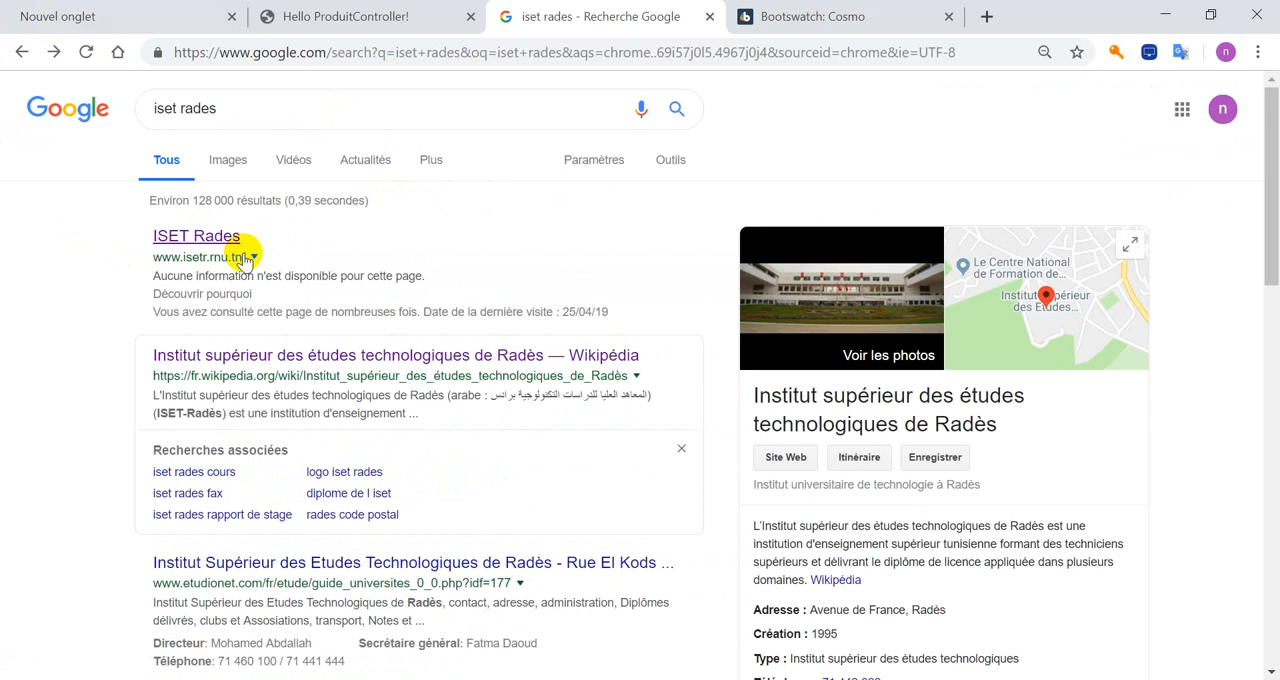 Nouvel onglet
Hello ProduitController!
iset rades - Recherche Google
Bootswatch: Cosmo
https://www.google.com/search?q=iset+rades&oq=iset+rades&aqs=chrome..69i57j0l5.4967j0j4&sourceid=chrome&ie=UTF-8
n
Google
iset rades
n
Tous Images Vidéos Actualités Plus Paramètres Outils
Environ 128 000 résultats (0,39 secondes)
ISET Rades
www.isetr.rnu.tn/
Aucune information n'est disponible pour cette page.
Découvrir pourquoi
Vous avez consulté cette page de nombreuses fois. Date de la dernière visite : 25/04/19
Institut supérieur des études technologiques de Radès — Wikipédia
https://fr.wikipedia.org/wiki/Institut_supérieur_des_études_technologiques_de_Radès
L'Institut supérieur des études technologiques de Radès (arabe : المعاهد العليا للدراسات التكنولوجية برادس)
(ISET-Radès) est une institution d'enseignement ...
Recherches associées
iset rades cours logo iset rades
iset rades fax diplome de l iset
iset rades rapport de stage rades code postal
Institut Supérieur des Etudes Technologiques de Radès - Rue El Kods ...
www.etudionet.com/fr/etude/guide_universites_0_0.php?idf=177
Institut Supérieur des Etudes Technologiques de Radès, contact, adresse, administration, Diplômes
délivrés, clubs et Assosiations, transport, Notes et ...
Directeur: Mohamed Abdallah Secrétaire général: Fatma Daoud
Téléphone: 71 460 100 / 71 441 444
Voir les photos
Le Centre National
de Formation de...
Institut Supérieur
des Études...
Institut supérieur des études
technologiques de Radès
Site Web Itinéraire Enregistrer
Institut universitaire de technologie à Radès
L'Institut supérieur des études technologiques de Radès est une
institution d'enseignement supérieur tunisienne formant des techniciens
supérieurs et délivrant le diplôme de licence appliquée dans plusieurs
domaines. Wikipédia
Adresse : Avenue de France, Radès
Création : 1995
Type : Institut supérieur des études technologiques